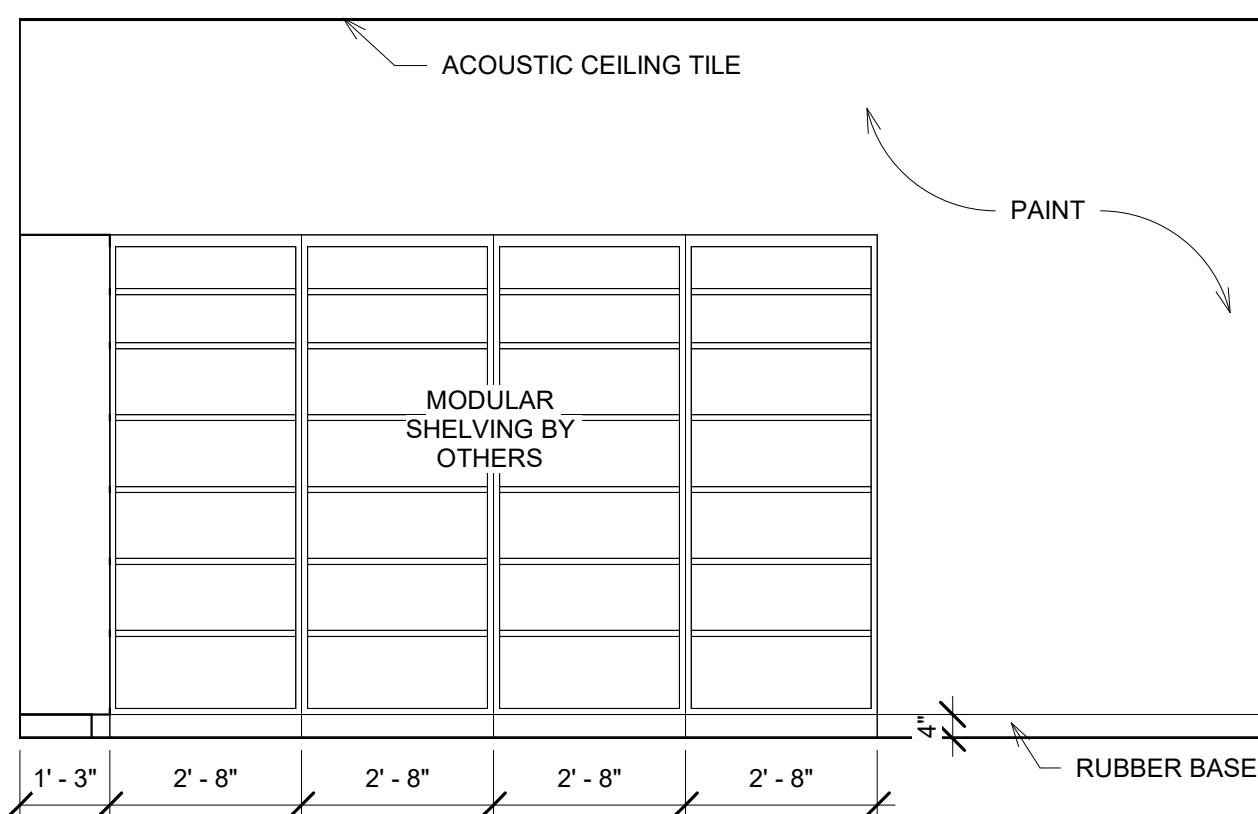 ACOUSTIC CEILING TILE
PAINT
MODULAR
SHELVING BY
OTHERS
4"
RUBBER BASE
1' - 3"
2' - 8"
2' - 8"
2' - 8"
2' - 8"